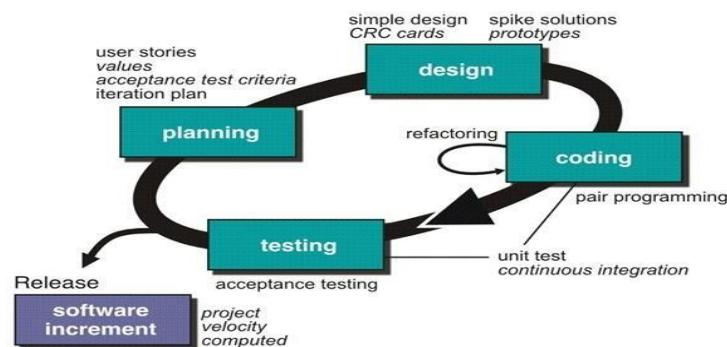 simple design
CRC cards
spike solutions
prototypes
user stories
values
acceptance test criteria
iteration plan
design
planning
refactoring
coding
pair programming
testing
unit test
continuous integration
acceptance testing
Release
software
increment
project
velocity
computed